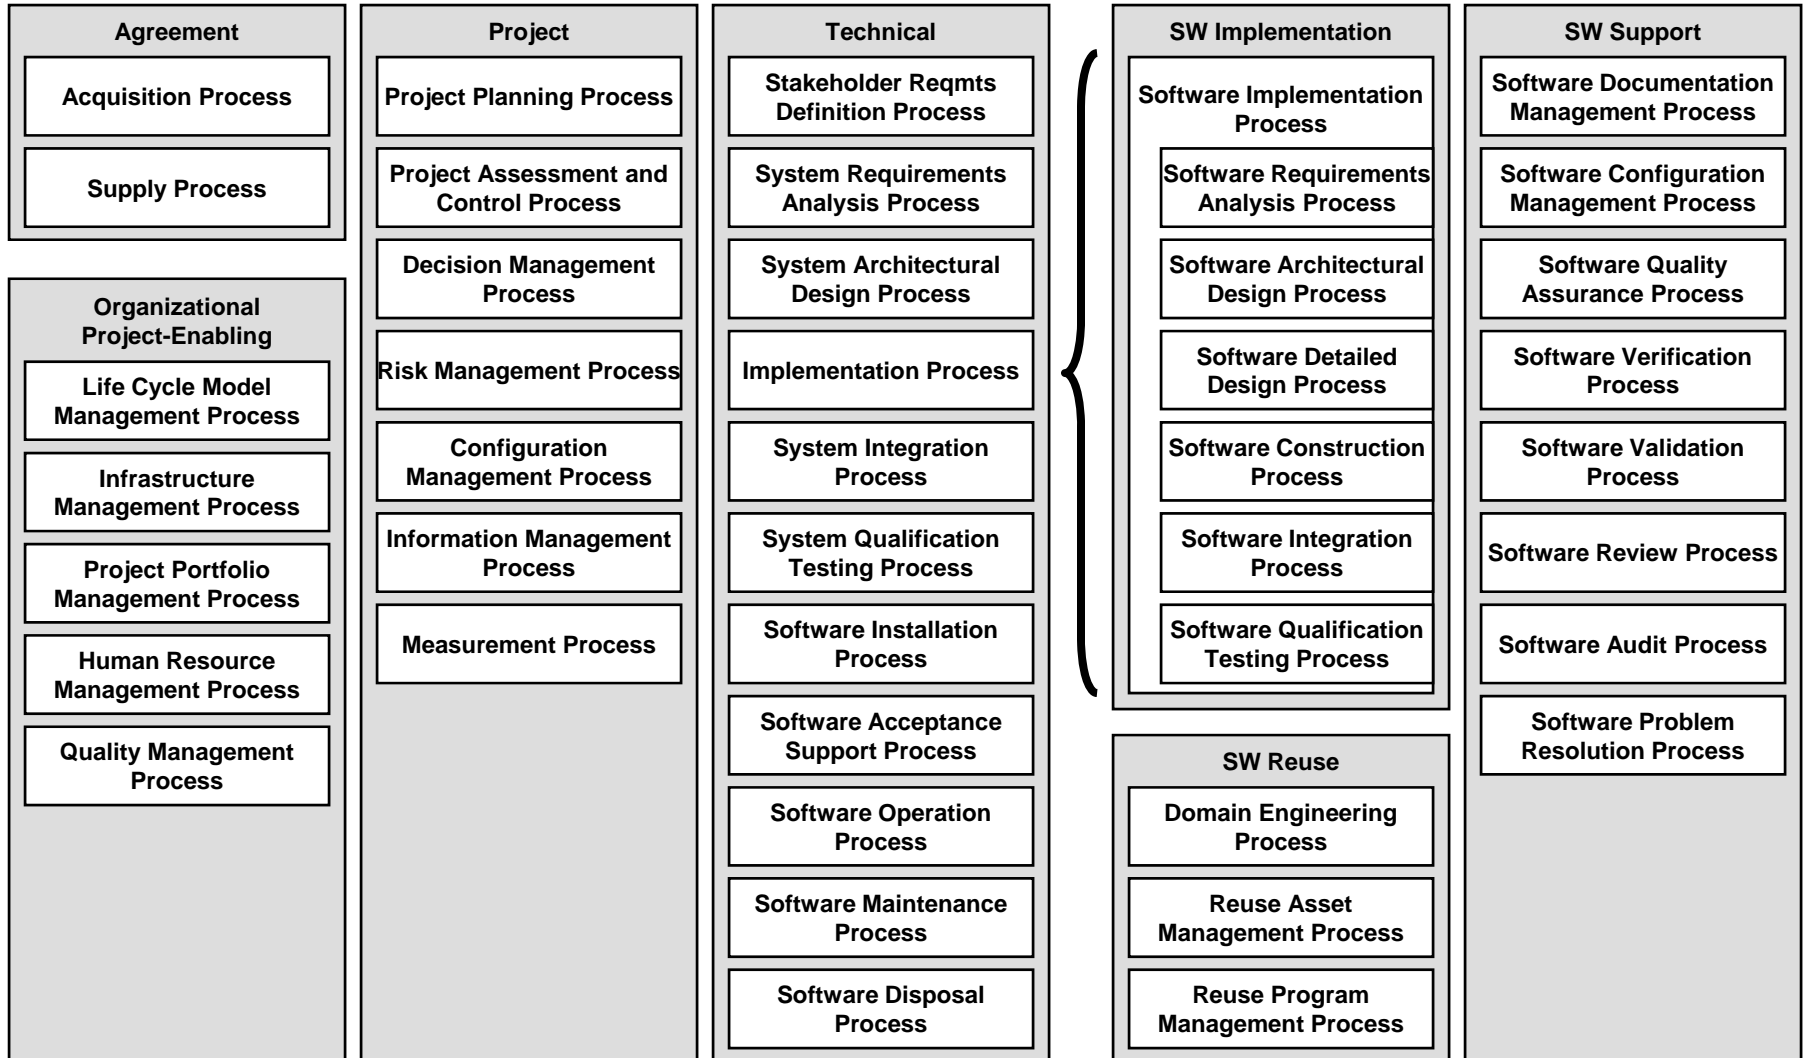 Agreement
Acquisition Process
Supply Process
Organizational
Project-Enabling
Life Cycle Model
Management Process
Infrastructure
Management Process
Project Portfolio
Management Process
Human Resource
Management Process
Quality Management
Process
Project
Project Planning Process
Project Assessment and
Control Process
Decision Management
Process
Risk Management Process
Configuration
Management Process
Information Management
Process
Measurement Process
Technical
Stakeholder Reqmts
Definition Process
System Requirements
Analysis Process
System Architectural
Design Process
Implementation Process
System Integration
Process
System Qualification
Testing Process
Software Installation
Process
Software Acceptance
Support Process
Software Operation
Process
Software Maintenance
Process
Software Disposal
Process
SW Implementation
Software Implementation
Process
Software Requirements
Analysis Process
Software Architectural
Design Process
Software Detailed
Design Process
Software Construction
Process
Software Integration
Process
Software Qualification
Testing Process
SW Reuse
Domain Engineering
Process
Reuse Asset
Management Process
Reuse Program
Management Process
SW Support
Software Documentation
Management Process
Software Configuration
Management Process
Software Quality
Assurance Process
Software Verification
Process
Software Validation
Process
Software Review Process
Software Audit Process
Software Problem
Resolution Process